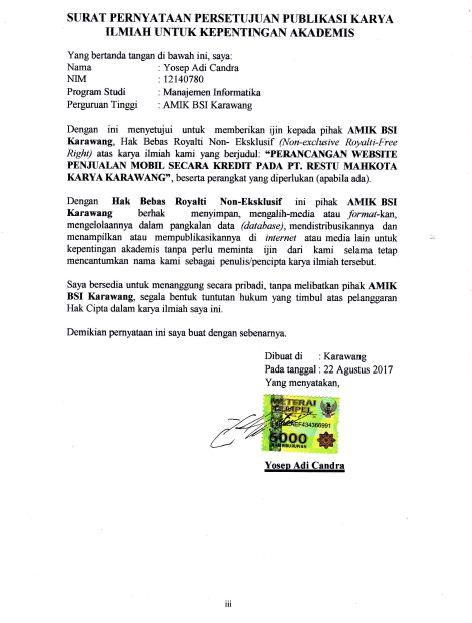 SURAT PERNYATAAN PERSETUJUAN PUBLIKASI KARYA
ILMIAH UNTUK KEPENTINGAN AKADEMIS
Yang bertanda tangan di bawah ini, saya:
Nama : Yosep Adi Candra
NIM : 12140780
Program Studi : Manajemen Informatika
Perguruan Tinggi : AMIK BSI Karawang
Dengan ini menyetujui untuk memberikan ijin kepada pihak AMIK BSI
Karawang, Hak Bebas Royalti Non- Eksklusif (Non-exclusive Royalti-Free
Right) atas karya ilmiah kami yang berjudul: “PERANCANGAN WEBSITE
PENJUALAN MOBIL SECARA KREDIT PADA PT. RESTU MAHKOTA
KARYA KARAWANG”, beserta perangkat yang diperlukan (apabila ada).
Dengan Hak Bebas Royalti Non-Eksklusif ini pihak AMIK BSI
Karawang berhak menyimpan, mengalih-media atau format-kan,
mengelolaannya dalam pangkalan data (database), mendistribusikannya dan
menampilkan atau mempublikasikannya di internet atau media lain untuk
kepentingan akademis tanpa perlu meminta ijin dari kami selama tetap
mencantumkan nama kami sebagai penulis/pencipta karya ilmiah tersebut.
Saya bersedia untuk menanggung secara pribadi, tanpa melibatkan pihak AMIK
BSI Karawang, segala bentuk tuntutan hukum yang timbul atas pelanggaran
Hak Cipta dalam karya ilmiah saya ini.
Demikian pernyataan ini saya buat dengan sebenarnya.
Dibuat di : Karawang
Pada tanggal : 22 Agustus 2017
Yang menyatakan,
METERAI
TEMPEL
6000
Yosep Adi Candra
iii